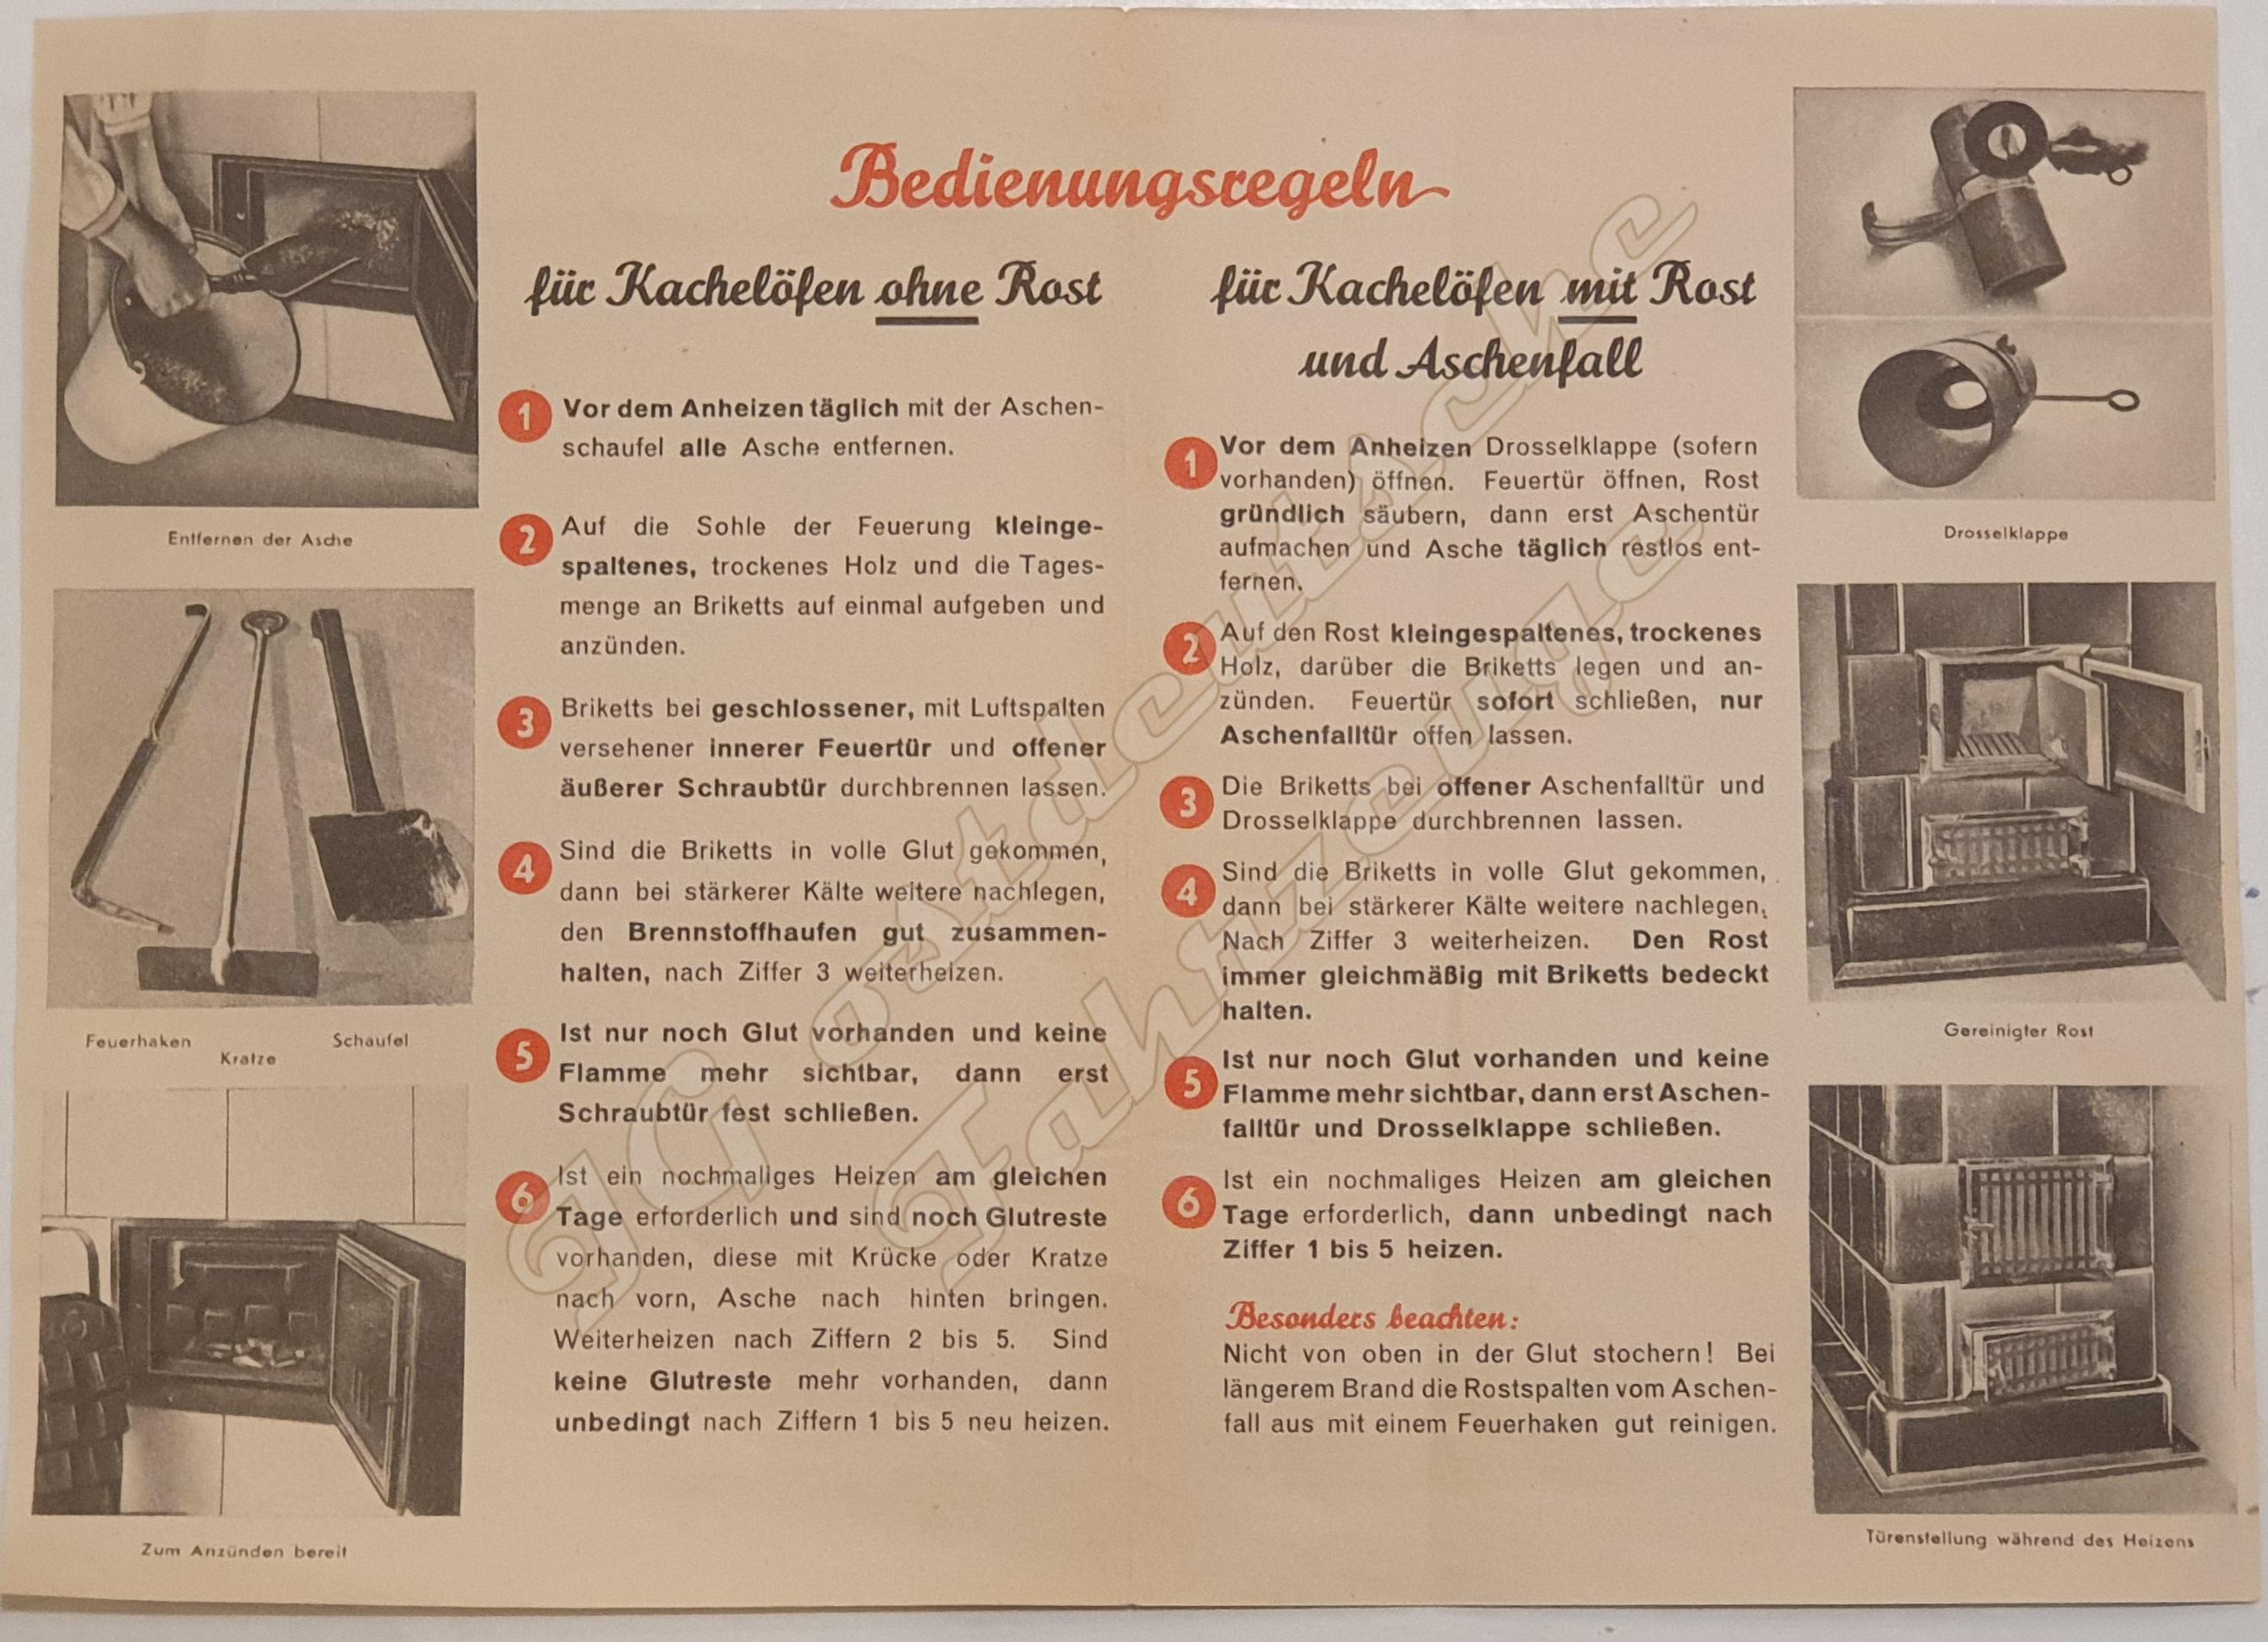 Bedienungsregeln
für Kachelöfen ohne Rost
1 Vor dem Anheizen täglich mit der Aschen-
schaufel alle Asche entfernen.
2 Auf die Sohle der Feuerung kleinge-
spaltenes, trockenes Holz und die Tages-
menge an Briketts auf einmal aufgeben und
anzünden.
3 Briketts bei geschlossener, mit Luftspalten
versehener innerer Feuertür und offener
äußerer Schraubtür durchbrennen lassen.
4 Sind die Briketts in volle Glut gekommen,
dann bei stärkerer Kälte weitere nachlegen,
den Brennstoffhaufen gut zusammen-
halten, nach Ziffer 3 weiterheizen.
5 Ist nur noch Glut vorhanden und keine
Flamme mehr sichtbar, dann erst
Schraubtür fest schließen.
6 Ist ein nochmaliges Heizen am gleichen
Tage erforderlich und sind noch Glutreste
vorhanden, diese mit Krücke oder Kratze
nach vorn, Asche nach hinten bringen.
Weiterheizen nach Ziffern 2 bis 5. Sind
keine Glutreste mehr vorhanden, dann
unbedingt nach Ziffern 1 bis 5 neu heizen.
für Kachelöfen mit Rost
und Aschenfall
1 Vor dem Anheizen Drosselklappe (sofern
vorhanden) öffnen. Feuertür öffnen, Rost
gründlich säubern, dann erst Aschentür
aufmachen und Asche täglich restlos ent-
fernen.
2 Auf den Rost kleingespaltenes, trockenes
Holz, darüber die Briketts legen und an-
zünden. Feuertür sofort schließen, nur
Aschenfalltür offen lassen.
3 Die Briketts bei offener Aschenfalltür und
Drosselklappe durchbrennen lassen.
4 Sind die Briketts in volle Glut gekommen,
dann bei stärkerer Kälte weitere nachlegen.
Nach Ziffer 3 weiterheizen. Den Rost
immer gleichmäßig mit Briketts bedeckt
halten.
5 Ist nur noch Glut vorhanden und keine
Flamme mehr sichtbar, dann erst Aschen-
falltür und Drosselklappe schließen.
6 Ist ein nochmaliges Heizen am gleichen
Tage erforderlich, dann unbedingt nach
Ziffer 1 bis 5 heizen.
Besonders beachten:
Nicht von oben in der Glut stochern! Bei
längerem Brand die Rostspalten vom Aschen-
fall aus mit einem Feuerhaken gut reinigen.
Entfernen der Asche
Feuerhaken
Kratze
Schaufel
Zum Anzünden bereit
Drosselklappe
Gereinigter Rost
Türenstellung während des Heizens
IG ostdeutsche
Fahrzeuge